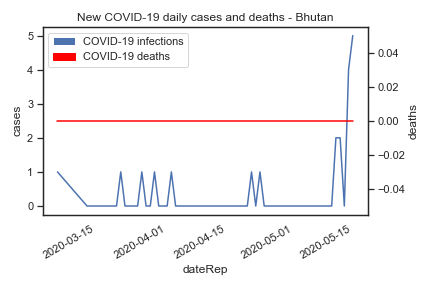 New COVID-19 daily cases and deaths - Bhutan
COVID-19 infections
COVID-19 deaths
5
4
3
2
1
0
cases
0.04
0.02
0.00
−0.02
−0.04
deaths
2020-03-15
2020-04-01
2020-04-15
2020-05-01
2020-05-15
dateRep